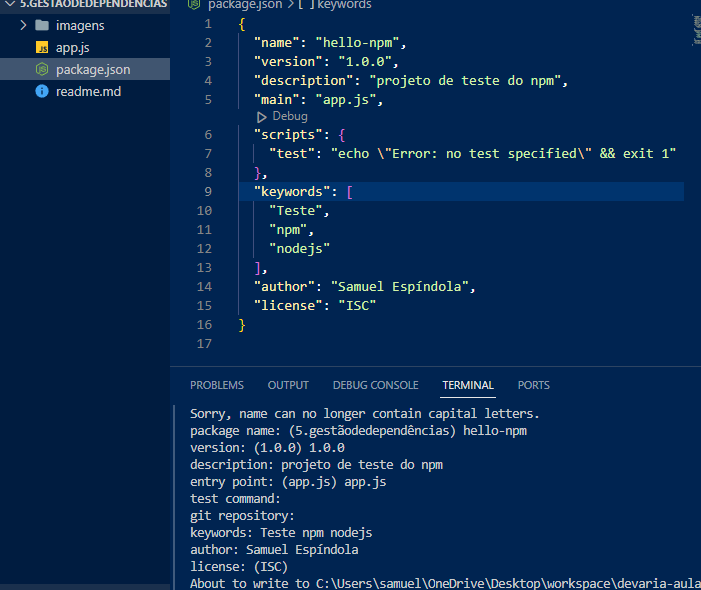 5.GESTÃODEDEPENDÊNCIAS
imagens
JS app.js
package.json
readme.md
package.json > [ ] keywords
1 {
2 "name": "hello-npm",
3 "version": "1.0.0",
4 "description": "projeto de teste do npm",
5 "main": "app.js",
Debug
6 "scripts": {
7 "test": "echo \"Error: no test specified\" && exit 1"
8 },
9 "keywords": [
10 "Teste",
11 "npm",
12 "nodejs"
13 ],
14 "author": "Samuel Espíndola",
15 "license": "ISC"
16 }
17
PROBLEMS OUTPUT DEBUG CONSOLE TERMINAL PORTS
Sorry, name can no longer contain capital letters.
package name: (5.gestãodedependências) hello-npm
version: (1.0.0) 1.0.0
description: projeto de teste do npm
entry point: (app.js) app.js
test command:
git repository:
keywords: Teste npm nodejs
author: Samuel Espíndola
license: (ISC)
About to write to C:\Users\samuel\OneDrive\Desktop\workspace\devaria-aula